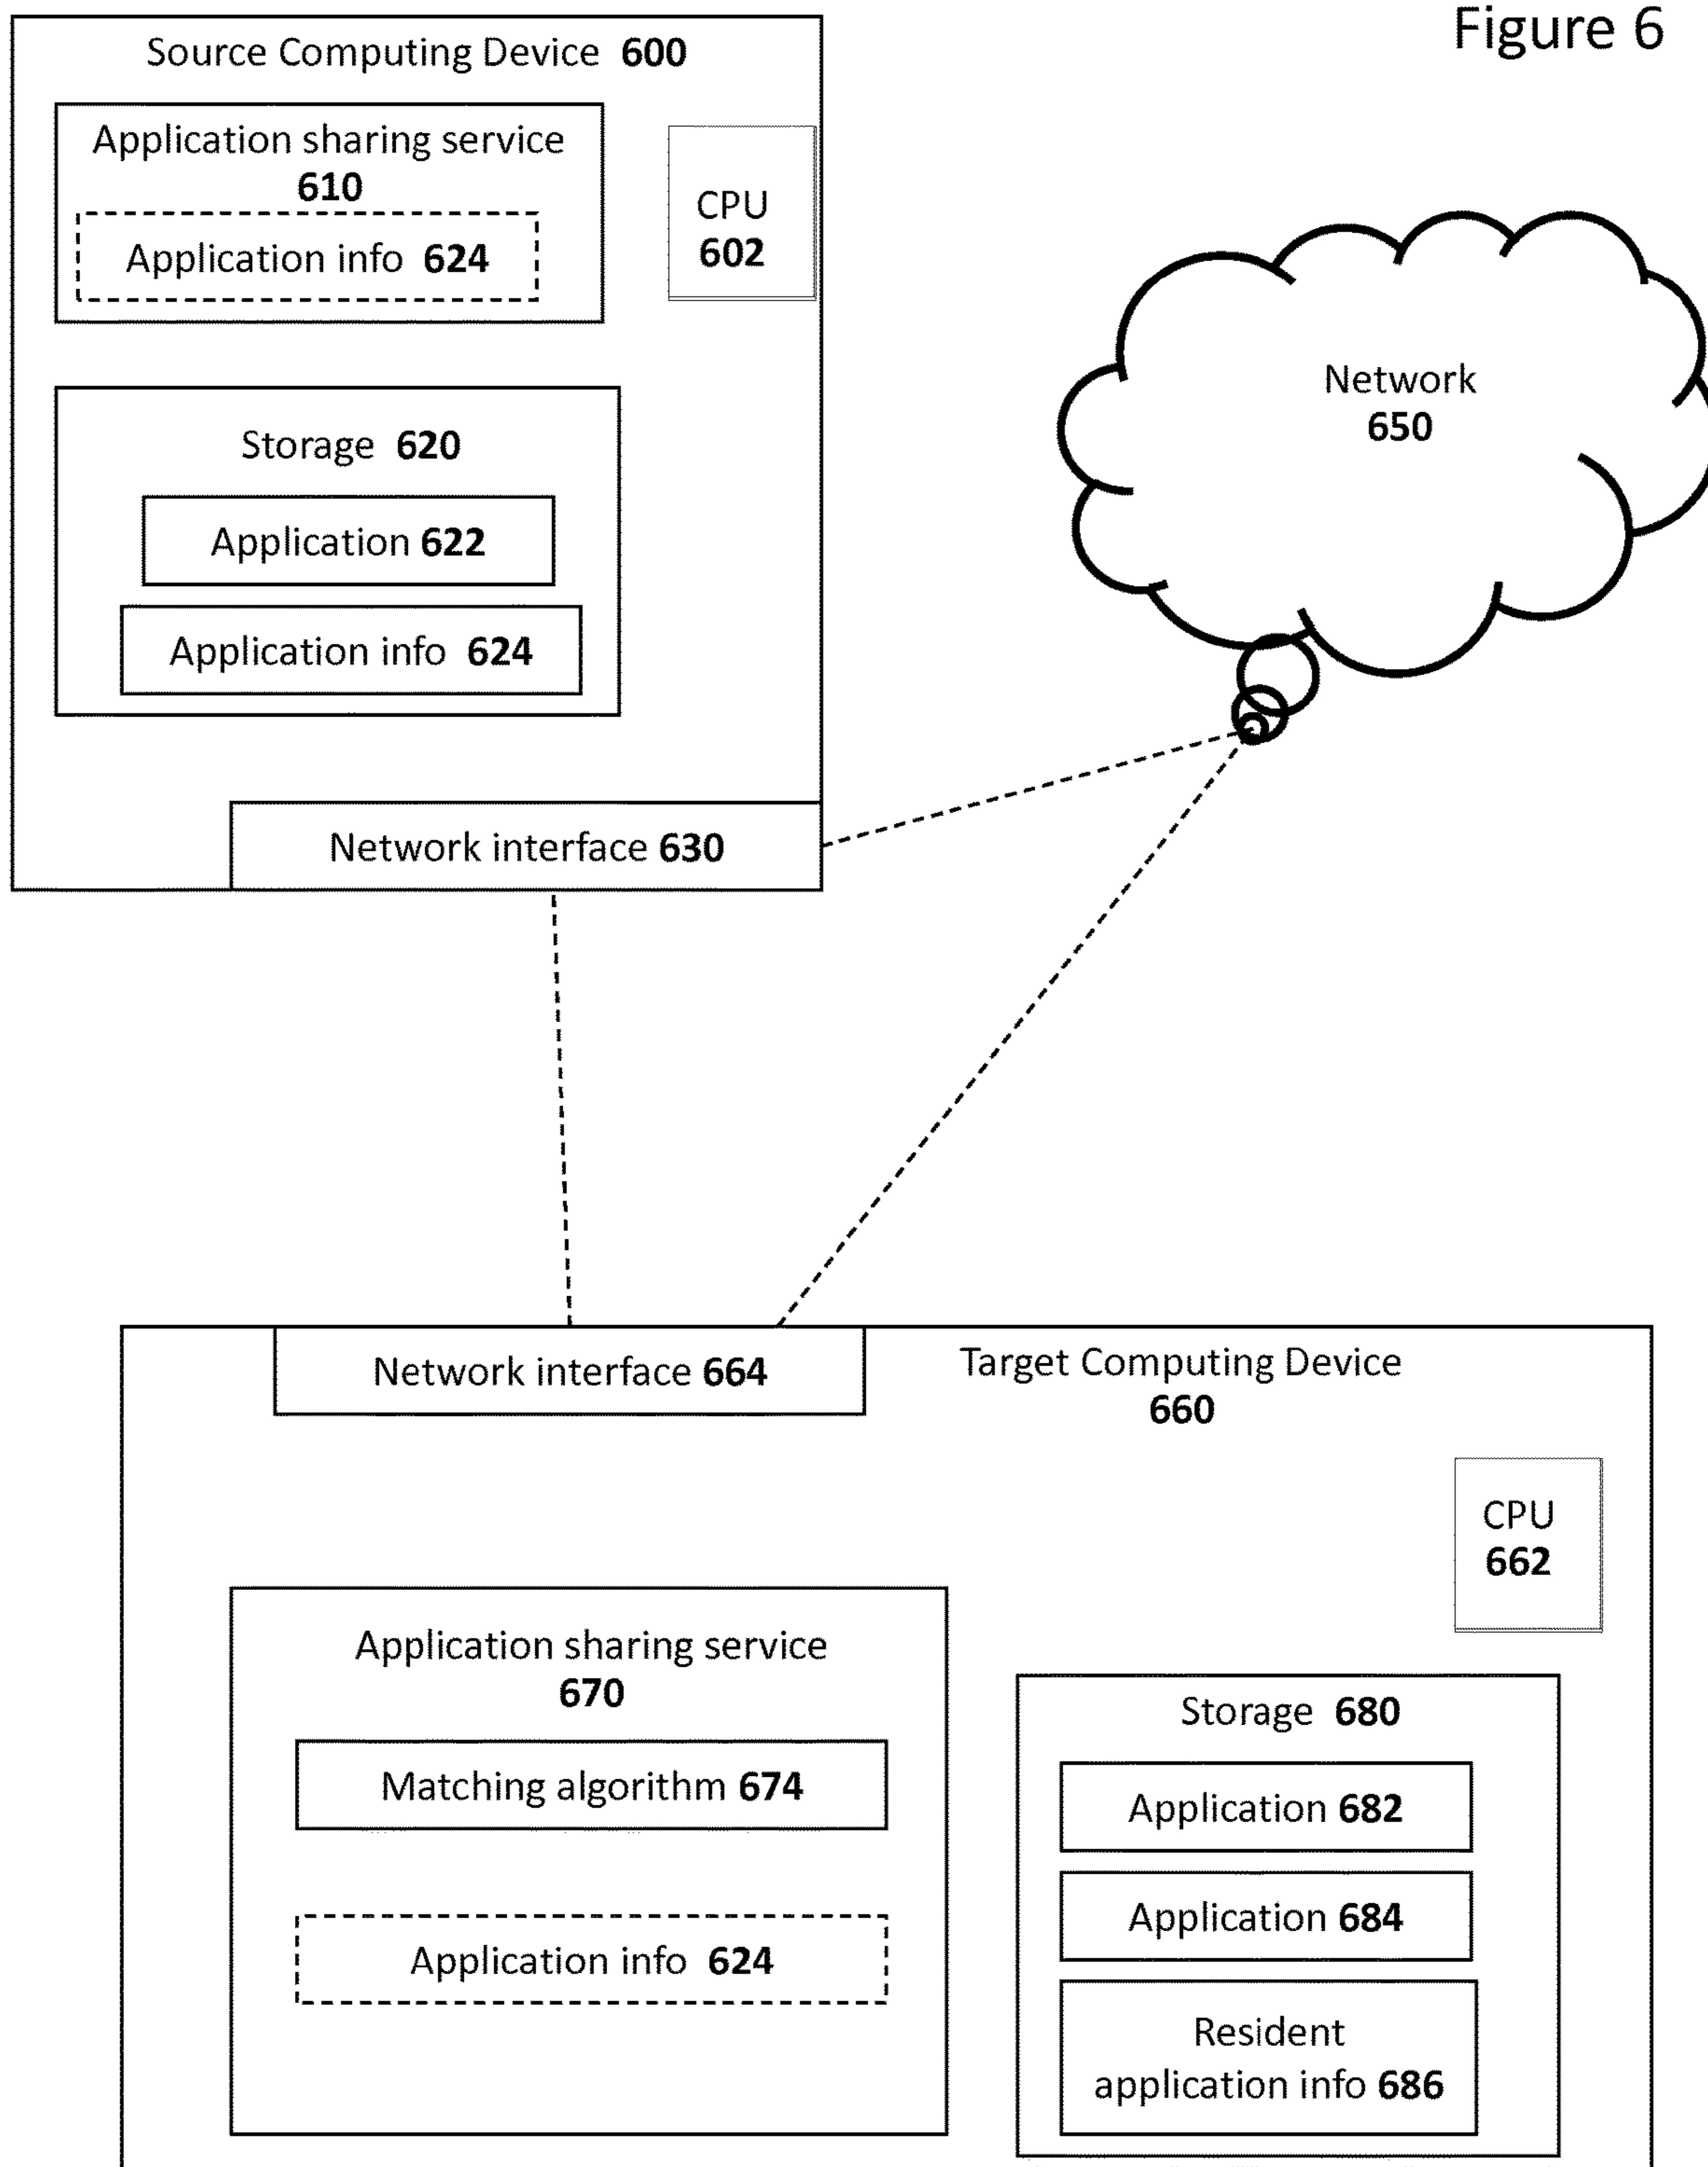 Figure 6
Source Computing Device 600
Application sharing service
610
Application info 624
CPU
602
Storage 620
Application 622
Application info 624
Network interface 630
Network
650
Network interface 664
Target Computing Device
660
CPU
662
Application sharing service
670
Matching algorithm 674
Application info 624
Storage 680
Application 682
Application 684
Resident
application info 686